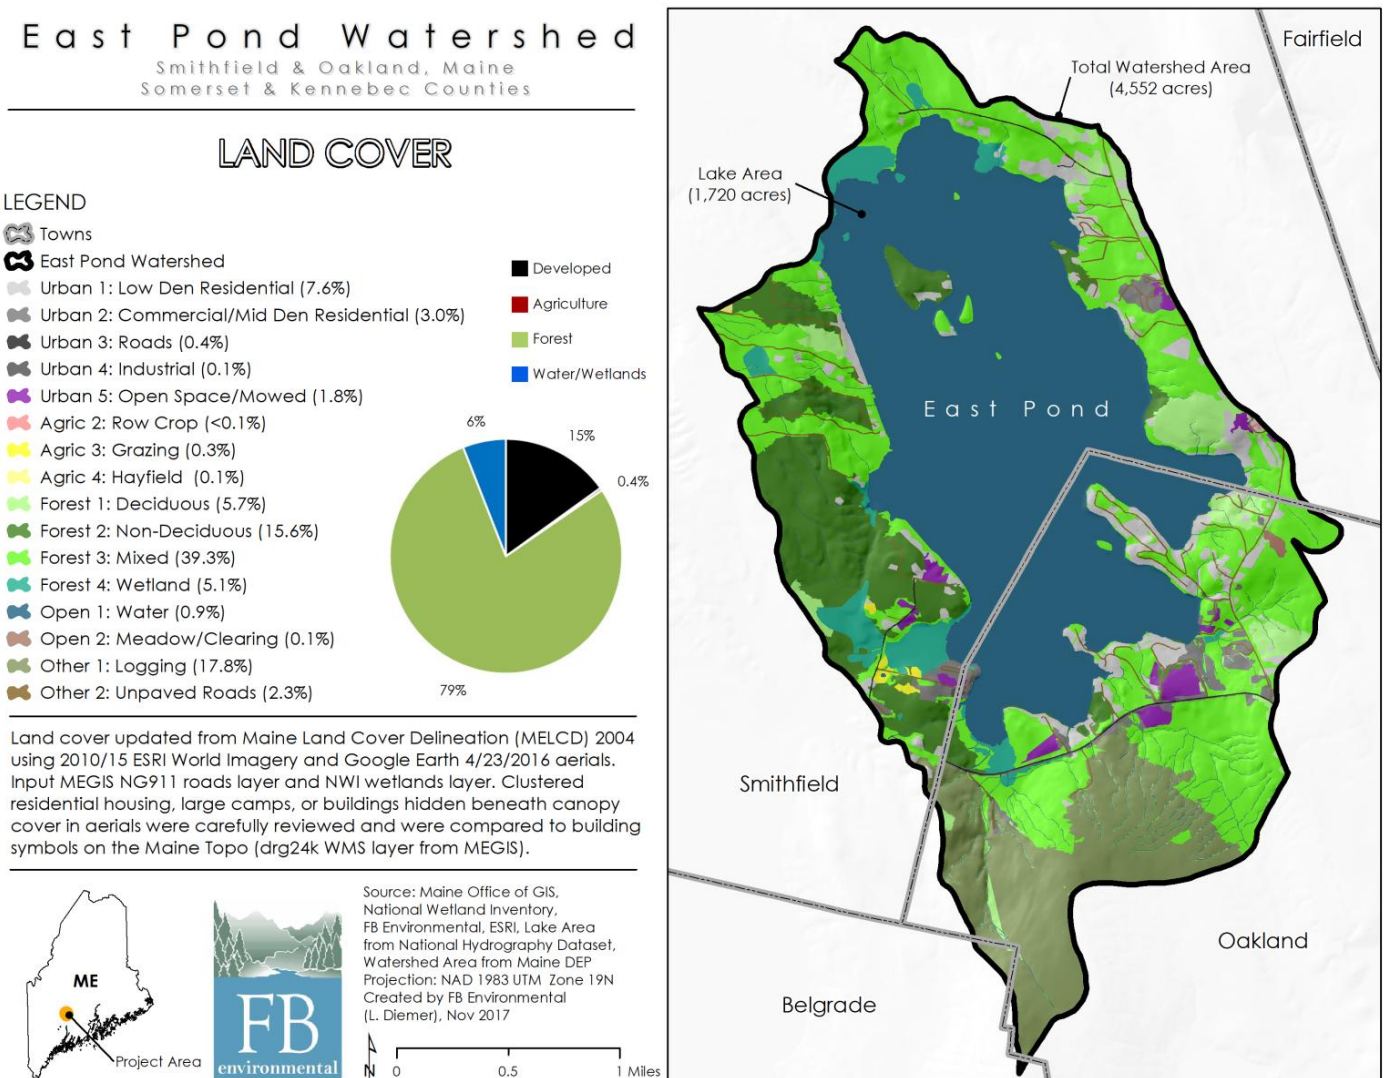 East Pond Watershed
Smithfield & Oakland, Maine
Somerset & Kennebec Counties
LAND COVER
LEGEND
Towns
East Pond Watershed
Urban 1: Low Den Residential (7.6%)
Urban 2: Commercial/Mid Den Residential (3.0%)
Urban 3: Roads (0.4%)
Urban 4: Industrial (0.1%)
Urban 5: Open Space/Mowed (1.8%)
Agric 2: Row Crop (<0.1%)
Agric 3: Grazing (0.3%)
Agric 4: Hayfield (0.1%)
Forest 1: Deciduous (5.7%)
Forest 2: Non-Deciduous (15.6%)
Forest 3: Mixed (39.3%)
Forest 4: Wetland (5.1%)
Open 1: Water (0.9%)
Open 2: Meadow/Clearing (0.1%)
Other 1: Logging (17.8%)
Other 2: Unpaved Roads (2.3%)
Developed
Agriculture
Forest
Water/Wetlands
6%
15%
0.4%
79%
Land cover updated from Maine Land Cover Delineation (MELCD) 2004
using 2010/15 ESRI World Imagery and Google Earth 4/23/2016 aerials.
Input MEGIS NG911 roads layer and NWI wetlands layer. Clustered
residential housing, large camps, or buildings hidden beneath canopy
cover in aerials were carefully reviewed and were compared to building
symbols on the Maine Topo (drg24k WMS layer from MEGIS).
ME
Project Area
FB
environmental
Source: Maine Office of GIS,
National Wetland Inventory,
FB Environmental, ESRI, Lake Area
from National Hydrography Dataset,
Watershed Area from Maine DEP
Projection: NAD 1983 UTM Zone 19N
Created by FB Environmental
(L. Diemer), Nov 2017
N
0
0.5
1 Miles
Fairfield
Total Watershed Area
(4,552 acres)
Lake Area
(1,720 acres)
East Pond
Smithfield
Oakland
Belgrade